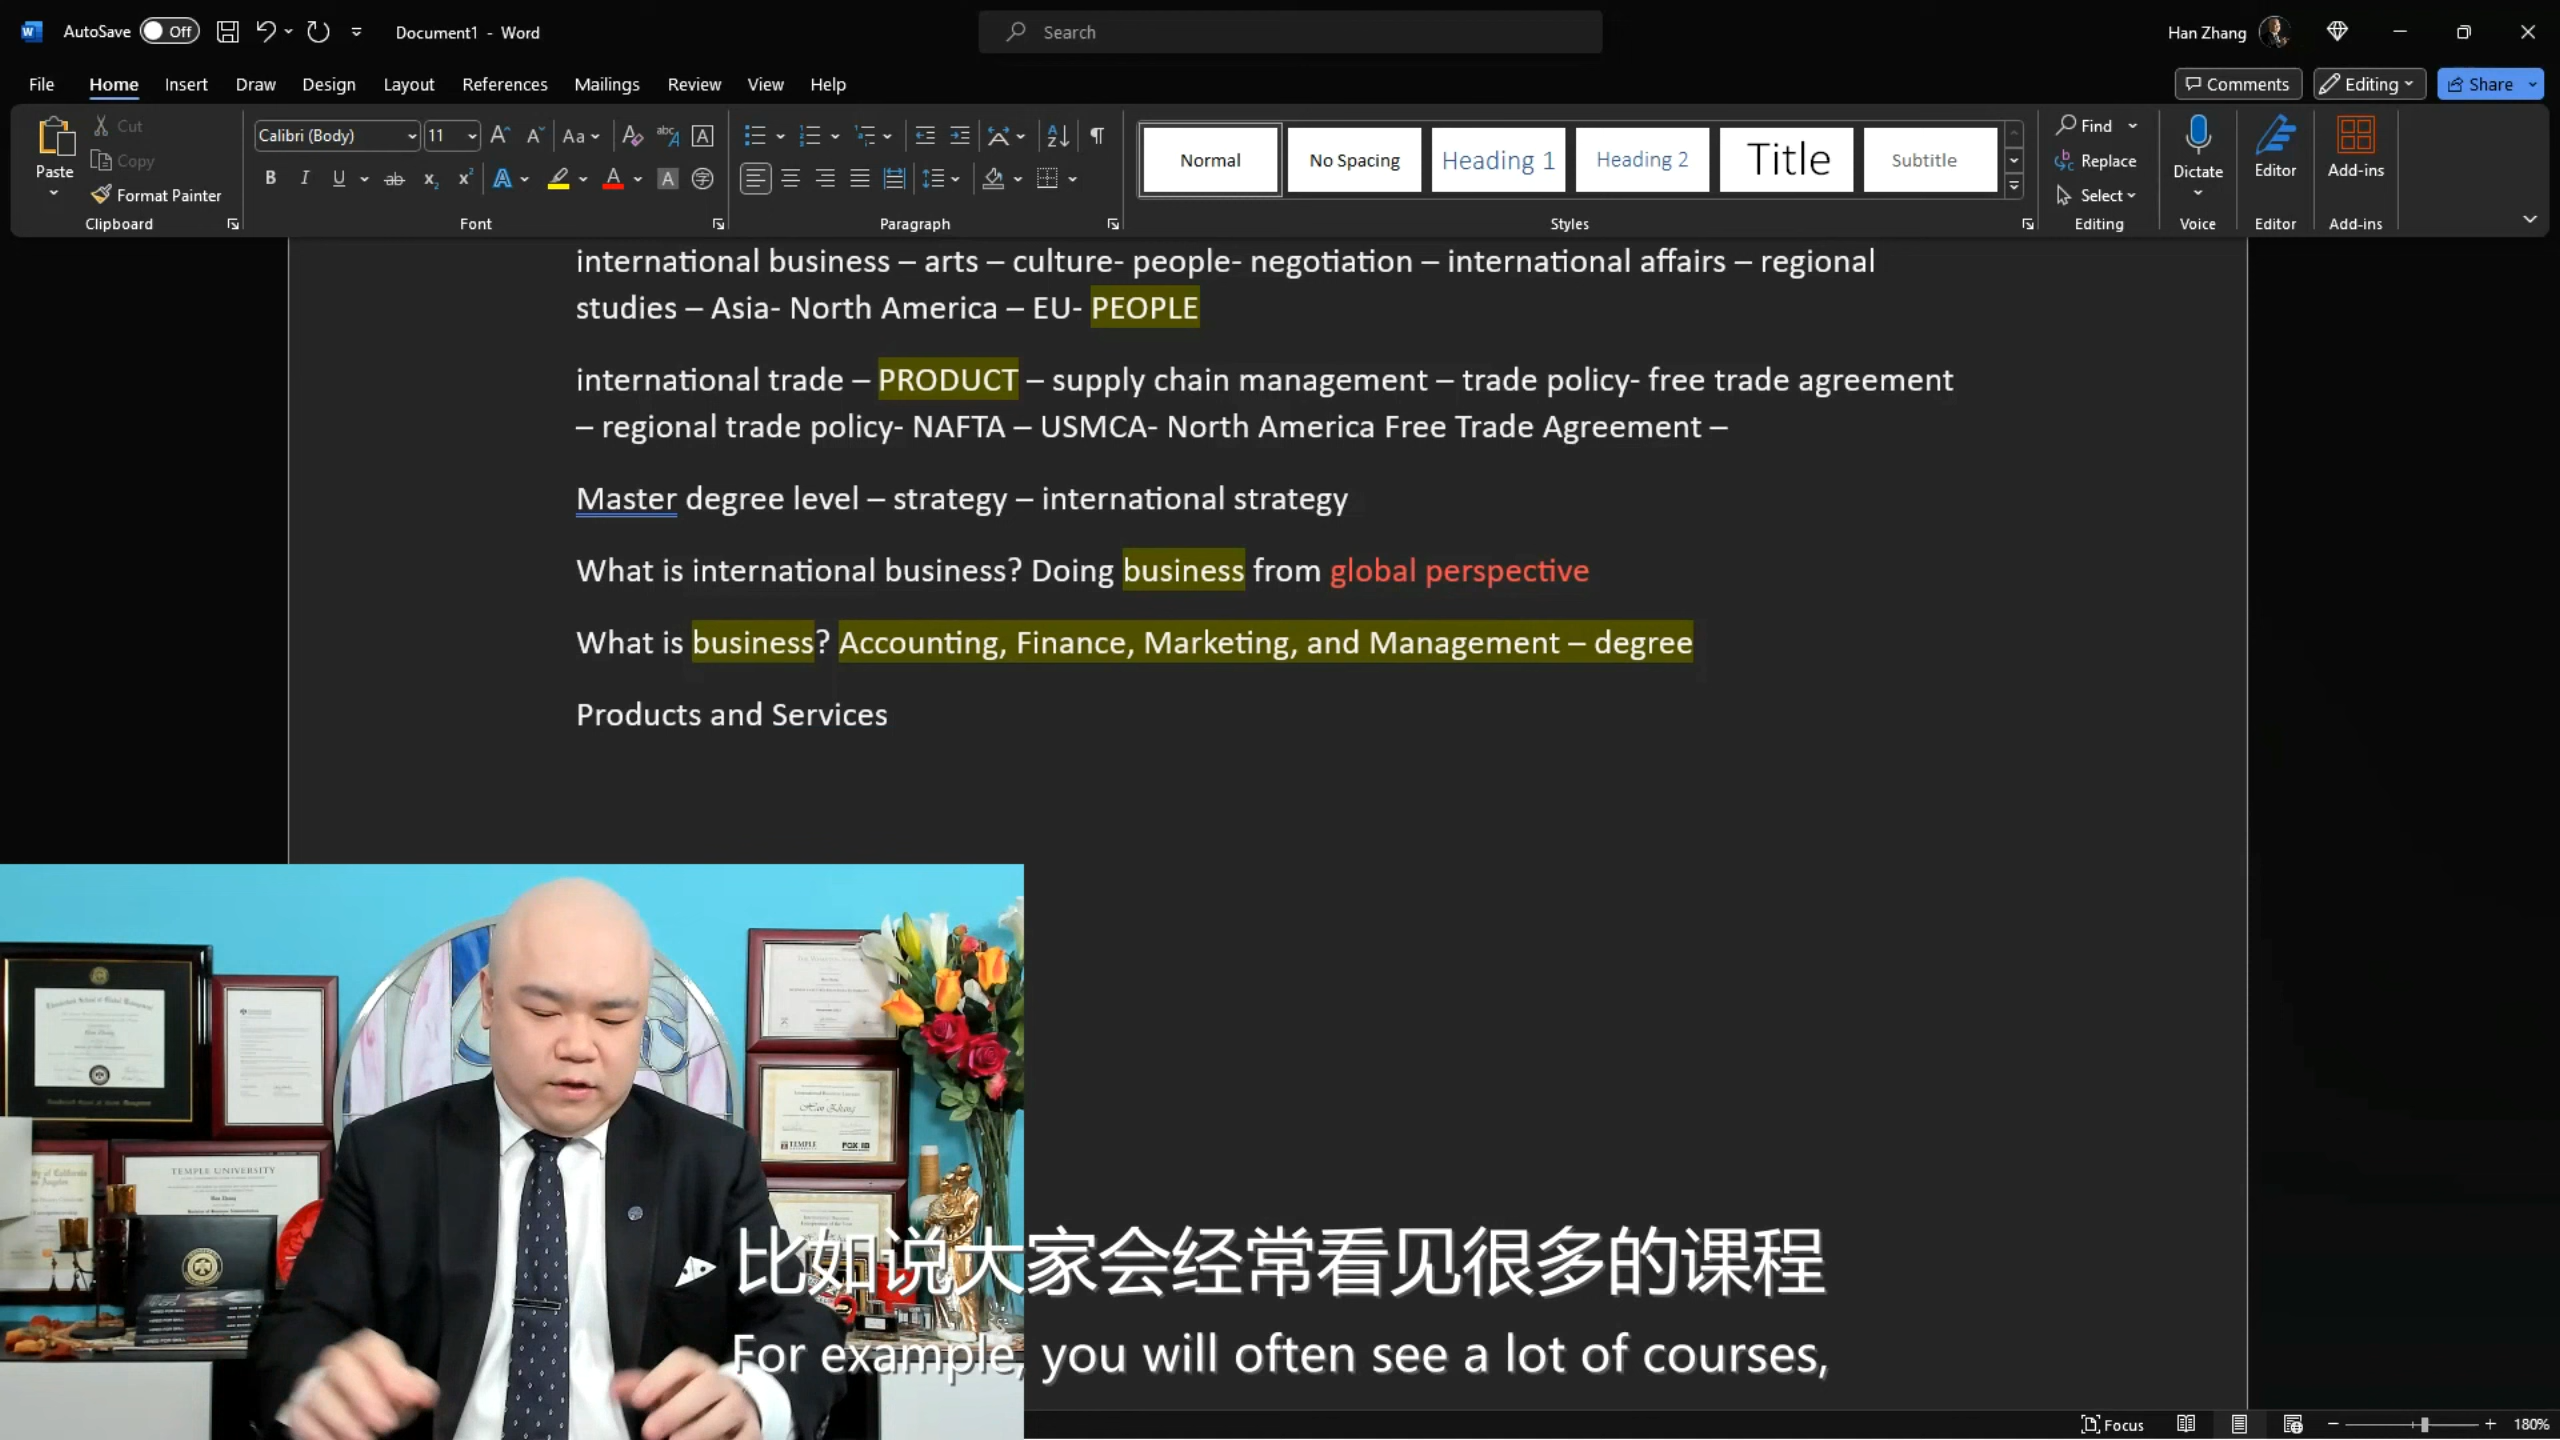 AutoSave Off Document1 - Word Search Han Zhang
File Home Insert Draw Design Layout References Mailings Review View Help Comments Editing Share
Paste Cut Copy Format Painter Clipboard
Calibri (Body) 11 Font
Paragraph
Normal No Spacing Heading 1 Heading 2 Title Subtitle Styles
Find Replace Select Editing
Dictate Voice
Editor Editor
Add-ins Add-ins
international business – arts – culture- people- negotiation – international affairs – regional
studies – Asia- North America – EU- PEOPLE
international trade – PRODUCT – supply chain management – trade policy- free trade agreement
– regional trade policy- NAFTA – USMCA- North America Free Trade Agreement –
Master degree level – strategy – international strategy
What is international business? Doing business from global perspective
What is business? Accounting, Finance, Marketing, and Management – degree
Products and Services
TEMPLE UNIVERSITY
Han Zhang
TEMPLE FOX
比如说大家会经常看见很多的课程
For example, you will often see a lot of courses,
Focus 180%